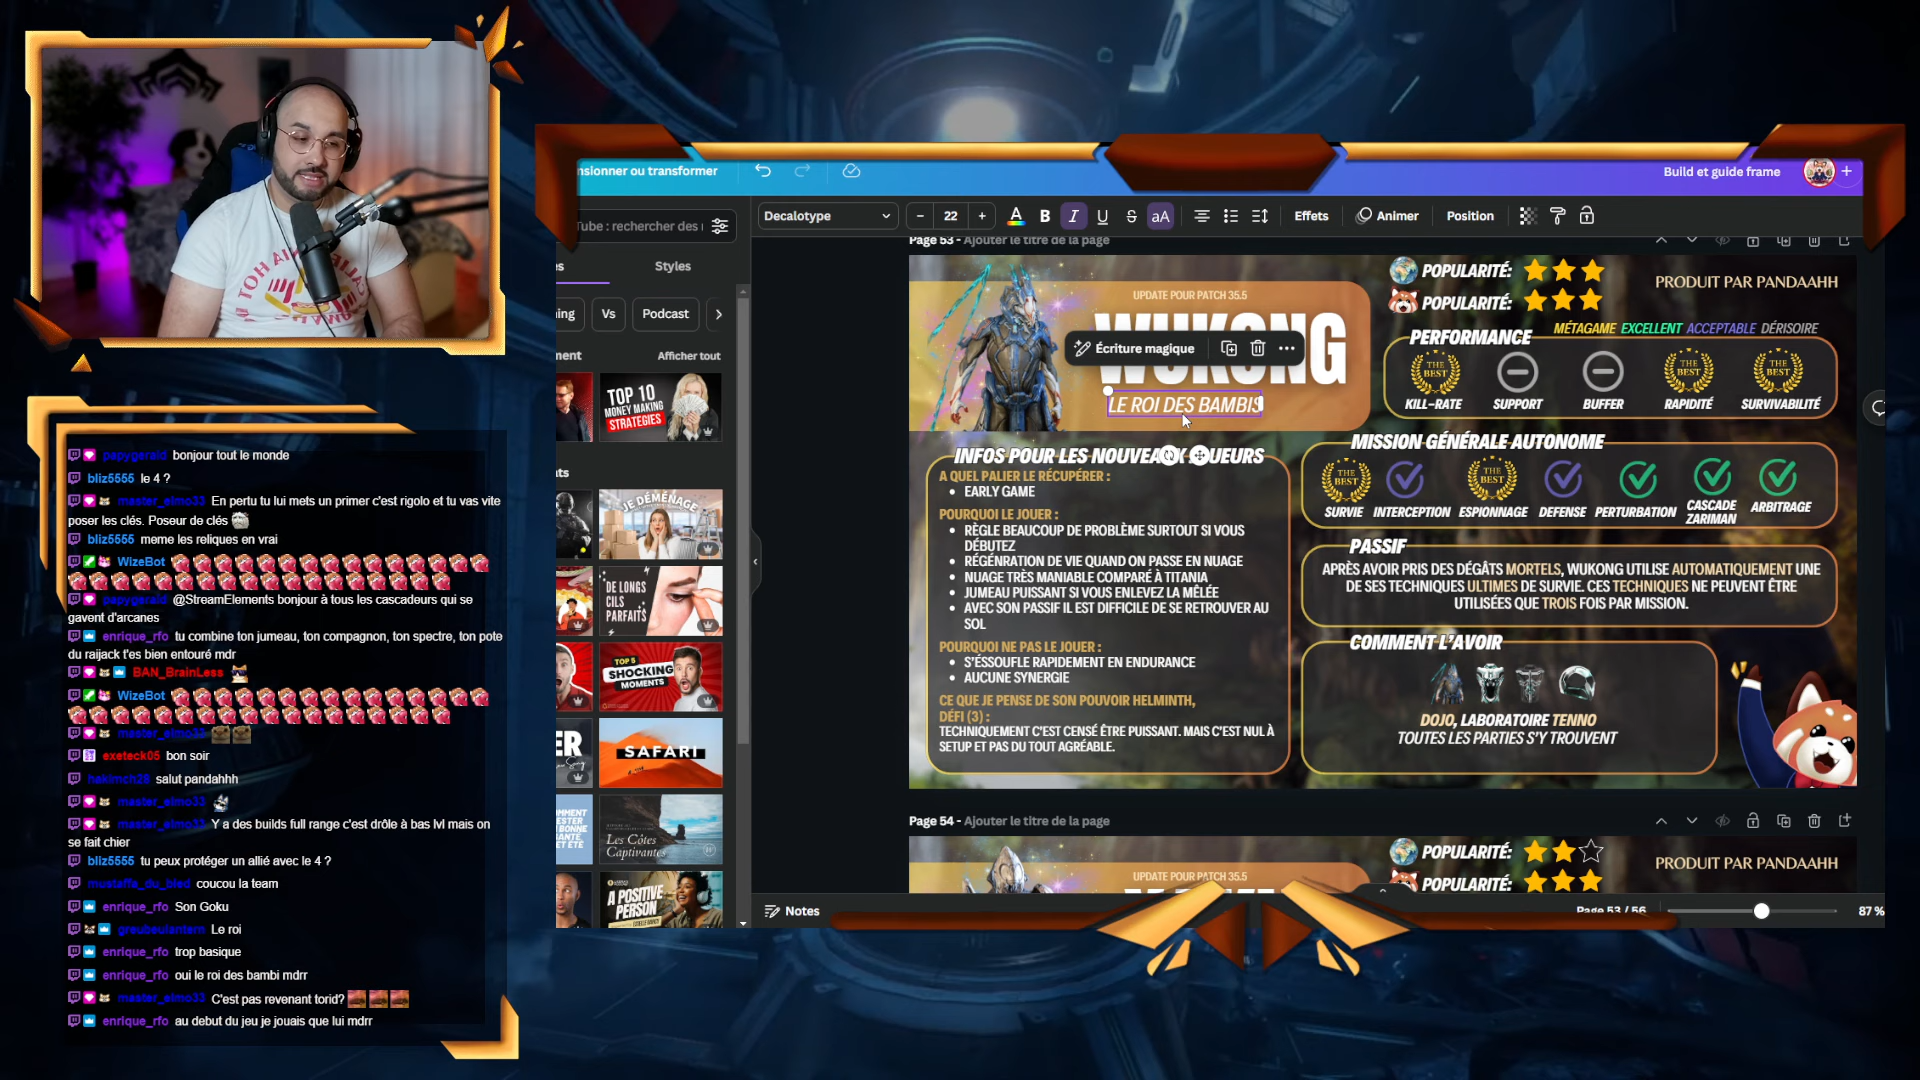 papygerald bonjour tout le monde
bliz5555 le 4 ?
master_elmo33 En pertu tu lui mets un primer c'est rigolo et tu vas vite
poser les clés. Poseur de clés
bliz5555 meme les reliques en vrai
WizeBot
papygerald @StreamElements bonjour à tous les cascadeurs qui se
gavent d'arcanes
enrique_rfo tu combine ton jumeau, ton compagnon, ton spectre, ton pote
du raijack t'es bien entouré mdr
BAN_BrainLess
WizeBot
master_elmo33
exeteck05 bon soir
hakimch29 salut pandahhh
master_elmo33
master_elmo33 Y a des builds full range c'est drôle à bas lvl mais on
se fait chier
bliz5555 tu peux protéger un allié avec le 4 ?
mustaffa_du_bled coucou la team
enrique_rfo Son Goku
greubeulantern Le roi
enrique_rfo trop basique
enrique_rfo oui le roi des bambi mdrr
master_elmo33 C'est pas revenant torid?
enrique_rfo au debut du jeu je jouais que lui mdrr
nsionner ou transformer
Build et guide frame
Tube : rechercher des
Decalotype
22
Effets
Animer
Position
Styles
Vs
Podcast
Afficher tout
TOP 10
MONEY MAKING
STRATEGIES
JE DÉMÉNAGE
DE LONGS
CILS
PARFAITS
TOP 5
SHOCKING
MOMENTS
SAFARI
Les Côtes
Captivantes
A POSITIVE
PERSON
Page 53 - Ajouter le titre de la page
UPDATE POUR PATCH 35.5
WUKONG
Écriture magique
LE ROI DES BAMBIS
POPULARITÉ:
POPULARITÉ:
PRODUIT PAR PANDAAHH
PERFORMANCE
MÉTAGAME EXCELLENT ACCEPTABLE DÉRISOIRE
THE BEST
THE BEST
THE BEST
KILL-RATE
SUPPORT
BUFFER
RAPIDITÉ
SURVIVABILITÉ
INFOS POUR LES NOUVEAUX JOUEURS
A QUEL PALIER LE RÉCUPÉRER :
• EARLY GAME
POURQUOI LE JOUER :
• RÈGLE BEAUCOUP DE PROBLÈME SURTOUT SI VOUS
DÉBUTEZ
• RÉGÉNRATION DE VIE QUAND ON PASSE EN NUAGE
• NUAGE TRÈS MANIABLE COMPARÉ À TITANIA
• JUMEAU PUISSANT SI VOUS ENLEVEZ LA MÊLÉE
• AVEC SON PASSIF IL EST DIFFICILE DE SE RETROUVER AU
SOL
POURQUOI NE PAS LE JOUER :
• S'ÉSSOUFLE RAPIDEMENT EN ENDURANCE
• AUCUNE SYNERGIE
CE QUE JE PENSE DE SON POUVOIR HELMINTH,
DÉFI (3) :
TECHNIQUEMENT C'EST CENSÉ ÊTRE PUISSANT. MAIS C'EST NUL À
SETUP ET PAS DU TOUT AGRÉABLE.
MISSION GÉNÉRALE AUTONOME
THE BEST
THE BEST
SURVIE
INTERCEPTION
ESPIONNAGE
DEFENSE
PERTURBATION
CASCADE
ZARIMAN
ARBITRAGE
PASSIF
APRÈS AVOIR PRIS DES DÉGÂTS MORTELS, WUKONG UTILISE AUTOMATIQUEMENT UNE
DE SES TECHNIQUES ULTIMES DE SURVIE. CES TECHNIQUES NE PEUVENT ÊTRE
UTILISÉES QUE TROIS FOIS PAR MISSION.
COMMENT L'AVOIR
DOJO, LABORATOIRE TENNO
TOUTES LES PARTIES S'Y TROUVENT
Page 54 - Ajouter le titre de la page
UPDATE POUR PATCH 35.5
POPULARITÉ:
POPULARITÉ:
PRODUIT PAR PANDAAHH
Notes
Page 53 / 56
87 %